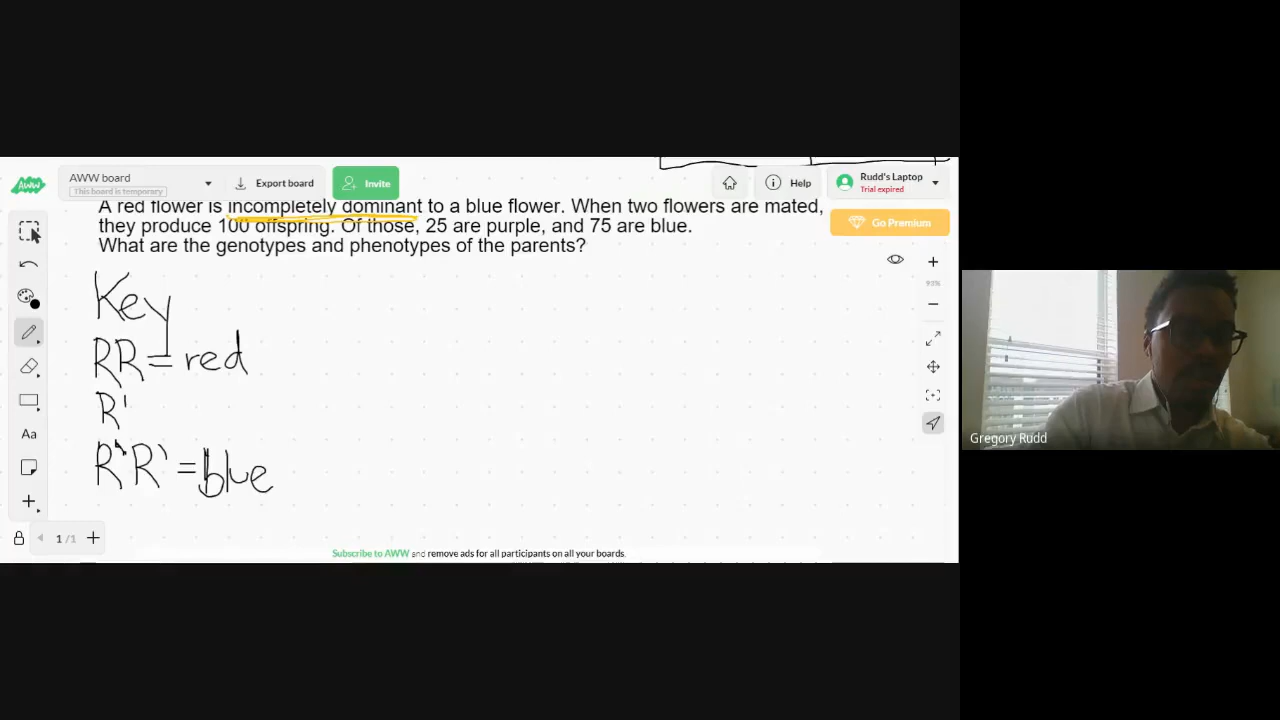 AWW
AWW board
This board is temporary
Export board
Invite
Help
Rudd's Laptop
Trial expired
Go Premium
A red flower is incompletely dominant to a blue flower. When two flowers are mated,
they produce 100 offspring. Of those, 25 are purple, and 75 are blue.
What are the genotypes and phenotypes of the parents?
93%
Key
RR = red
R'
R'R' = blue
Aa
1 / 1
Subscribe to AWW and remove ads for all participants on all your boards.
Gregory Rudd